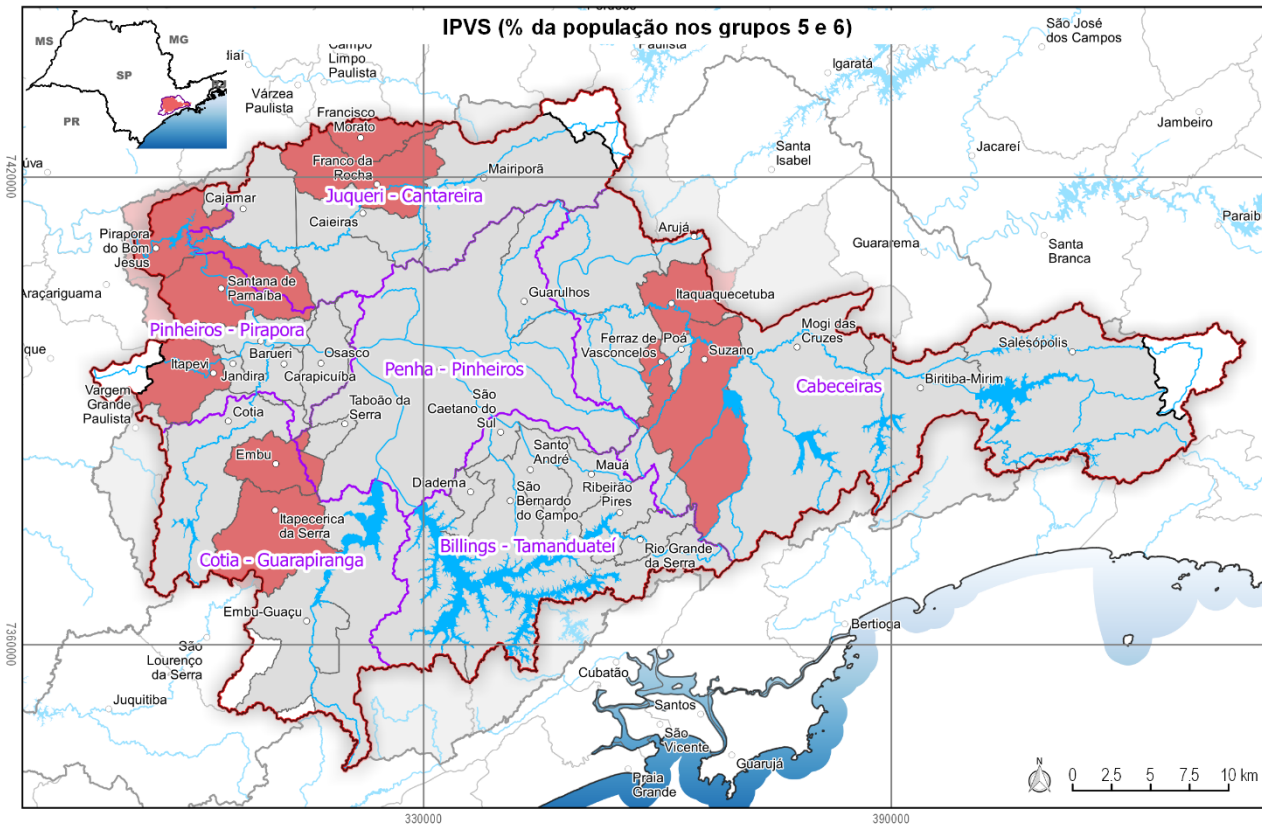 IPVS (% da população nos grupos 5 e 6)
MS
MG
SP
PR
Campo
Limpo
Paulista
Paulista
Várzea
Paulista
Francisco
Morato
Franco da
Rocha
Mairiporã
Juqueri - Cantareira
Cajamar
Caieiras
Igaratá
São José
dos Campos
Jambeiro
Jacareí
Santa
Isabel
7420000
Pirapora
do Bom
Jesus
Araçariguama
Santana de
Parnaíba
Arujá
Guararema
Santa
Branca
Guarulhos
Itaquaquecetuba
Pinheiros - Pirapora
Barueri
Osasco
Itapevi
Jandira
Carapicuíba
Penha - Pinheiros
Ferraz de
Vasconcelos
Poá
Suzano
Mogi das
Cruzes
Salesópolis
Cabeceiras
Biritiba-Mirim
Vargem
Grande
Paulista
Cotia
Taboão da
Serra
São
Caetano do
Sul
Santo
André
Mauá
Embu
Diadema
São
Bernardo
do Campo
Ribeirão
Pires
Itapecerica
da Serra
Billings - Tamanduateí
Rio Grande
da Serra
Cotia - Guarapiranga
Embu-Guaçu
São
Lourenço
da Serra
Juquitiba
7360000
Bertioga
Cubatão
Santos
São
Vicente
Guarujá
Praia
Grande
N
0 2.5 5 7.5 10 km
330000
390000